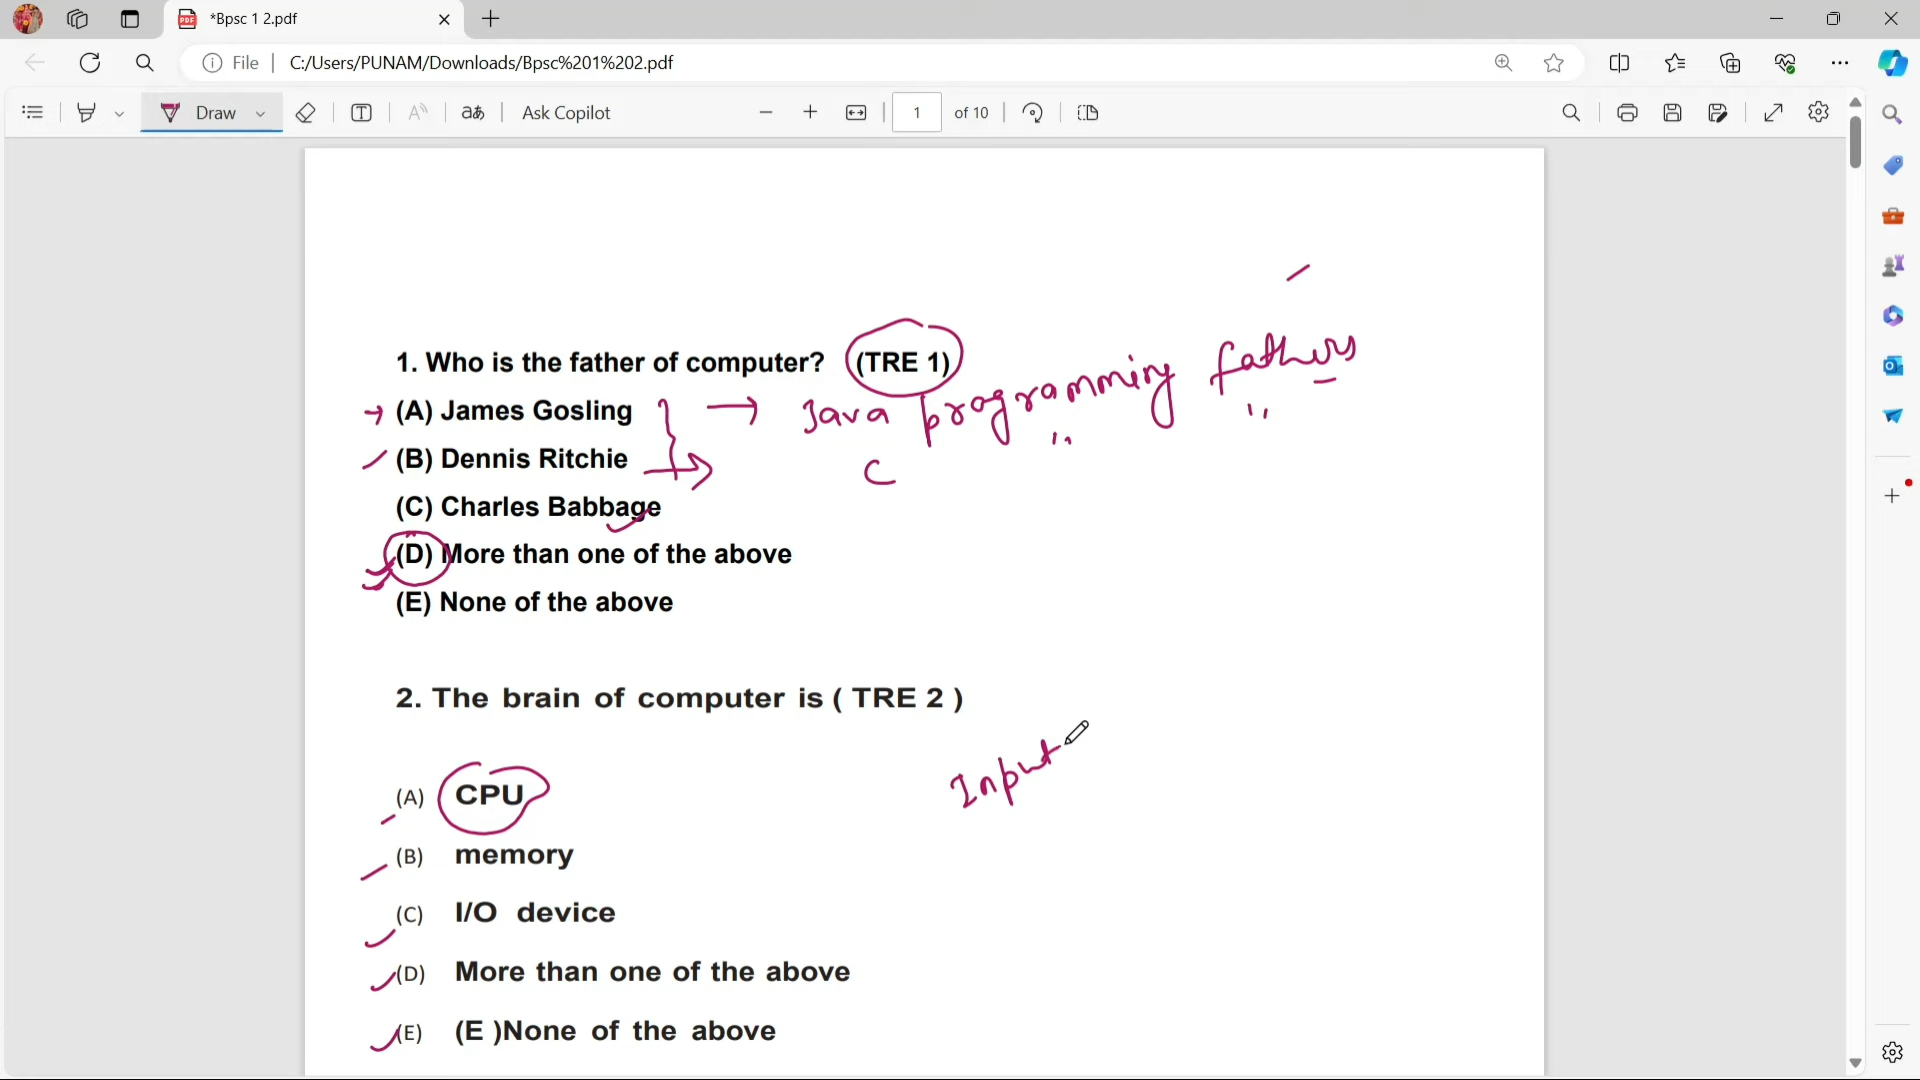 *Bpsc 1 2.pdf
File
C:/Users/PUNAM/Downloads/Bpsc%201%202.pdf
Draw
Ask Copilot
1
of 10
1. Who is the father of computer? (TRE 1)
(A) James Gosling
Java programming fathers
(B) Dennis Ritchie
C " "
(C) Charles Babbage
(D) More than one of the above
(E) None of the above
2. The brain of computer is ( TRE 2 )
Input
(A) CPU
(B) memory
(C) I/O device
(D) More than one of the above
(E) (E )None of the above